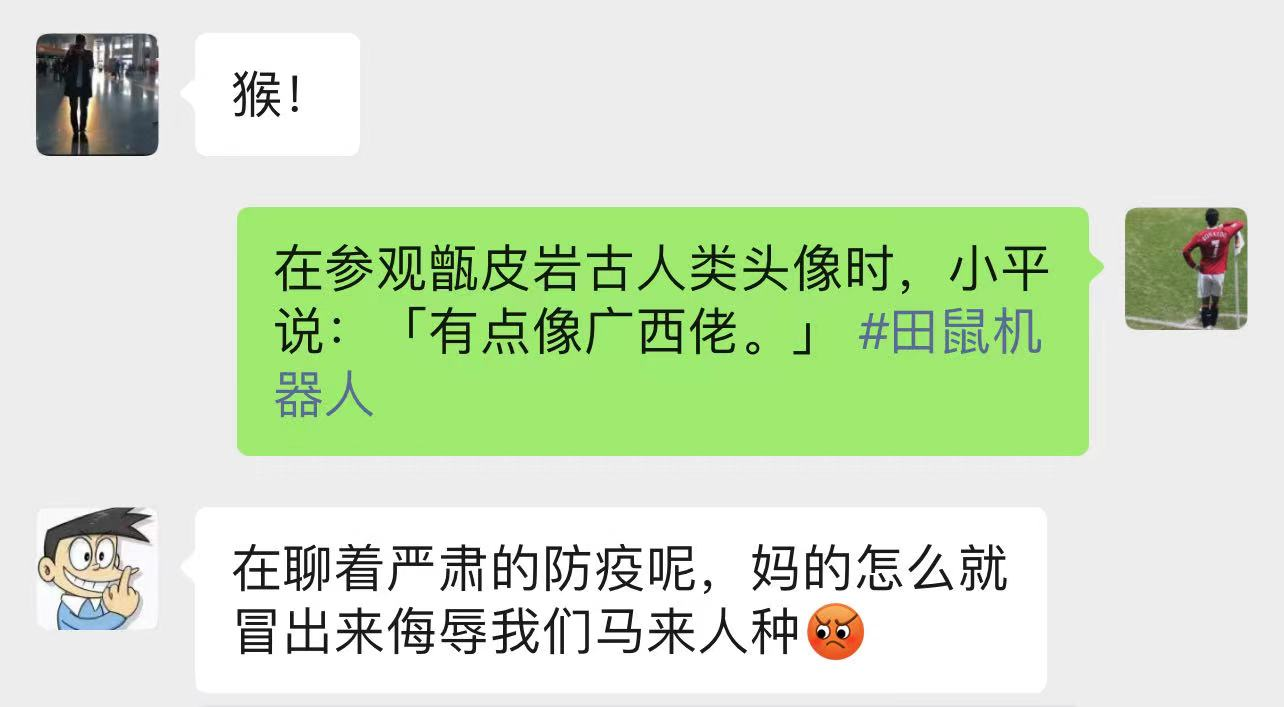 猴！
在参观甑皮岩古人类头像时，小平
说：「有点像广西佬。」 #田鼠机
器人
在聊着严肃的防疫呢，妈的怎么就
冒出来侮辱我们马来人种😡